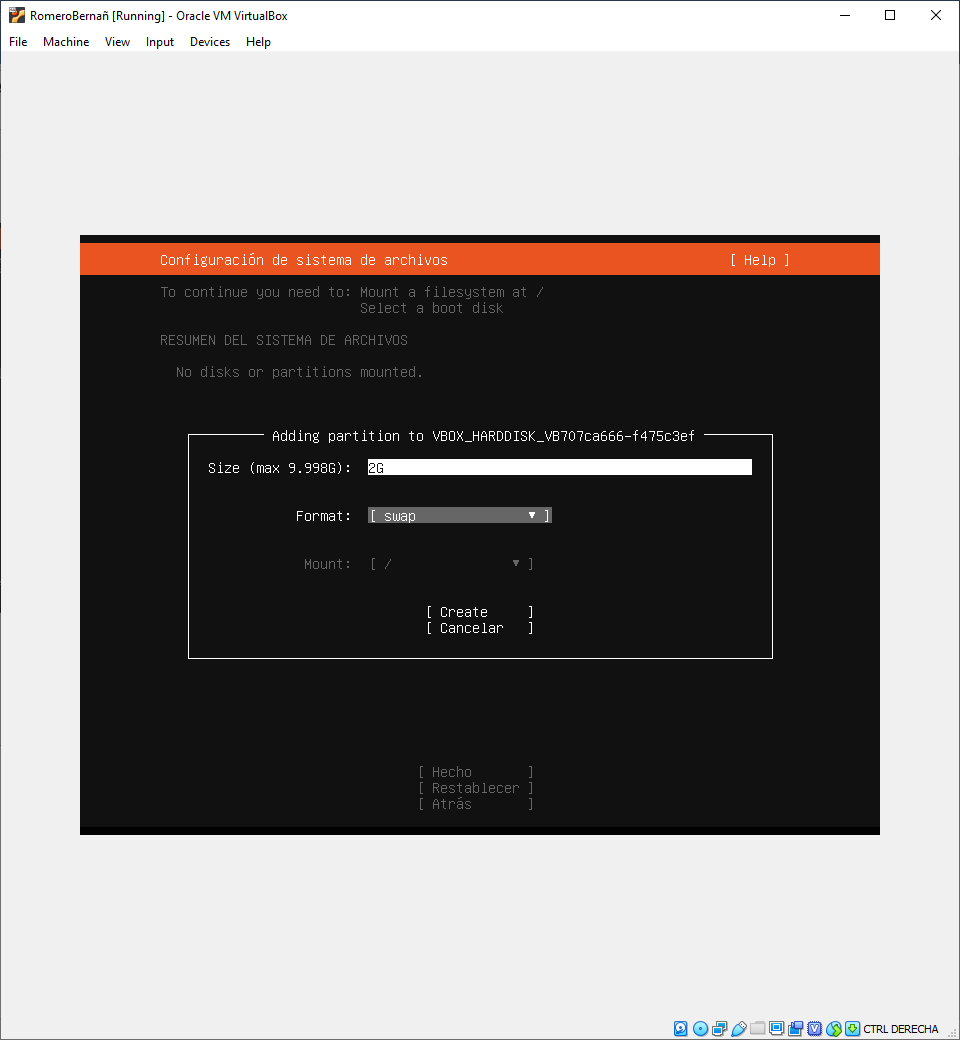 RomeroBernañ [Running] - Oracle VM VirtualBox
File Machine View Input Devices Help
Configuración de sistema de archivos [ Help ]
To continue you need to: Mount a filesystem at /
Select a boot disk
RESUMEN DEL SISTEMA DE ARCHIVOS
No disks or partitions mounted.
Adding partition to VBOX_HARDDISK_VB707ca666-f475c3ef
Size (max 9.998G): 2G
Format: [ swap ▼ ]
Mount: [ / ▼ ]
[ Create ]
[ Cancelar ]
[ Hecho ]
[ Restablecer ]
[ Atrás ]
CTRL DERECHA